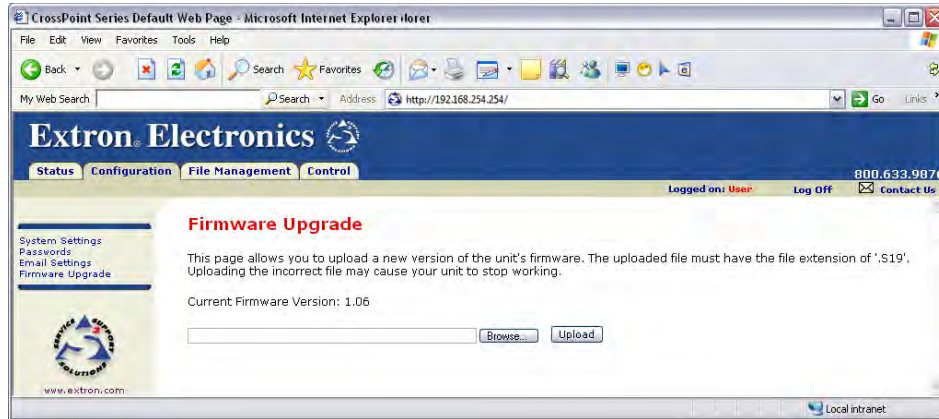 CrossPoint Series Default Web Page - Microsoft Internet Explorer dorer
File Edit View Favorites Tools Help
Back Search Favorites
My Web Search Search Address http://192.168.254.254/ Go Links
Extron® Electronics
Status Configuration File Management Control
800.633.987
Logged on: User Log Off Contact Us
Firmware Upgrade
System Settings
Passwords
Email Settings
Firmware Upgrade
This page allows you to upload a new version of the unit's firmware. The uploaded file must have the file extension of '.S19'.
Uploading the incorrect file may cause your unit to stop working.
Current Firmware Version: 1.06
Browse... Upload
SERVICE SUPPORT SOLUTIONS
www.extron.com
Local intranet